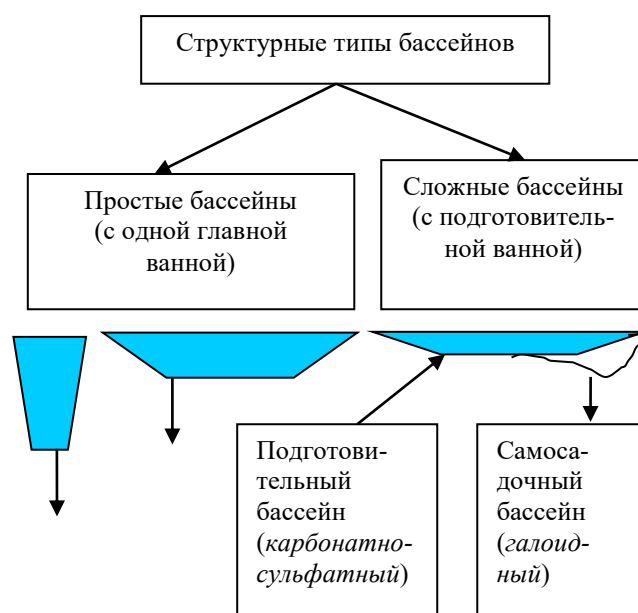 Структурные типы бассейнов
Простые бассейны
(с одной главной
ванной)
Сложные бассейны
(с подготовитель-
ной ванной)
Подготови-
тельный
бассейн
(карбонатно-
сульфатный)
Самоса-
дочный
бассейн
(галоид-
ный)